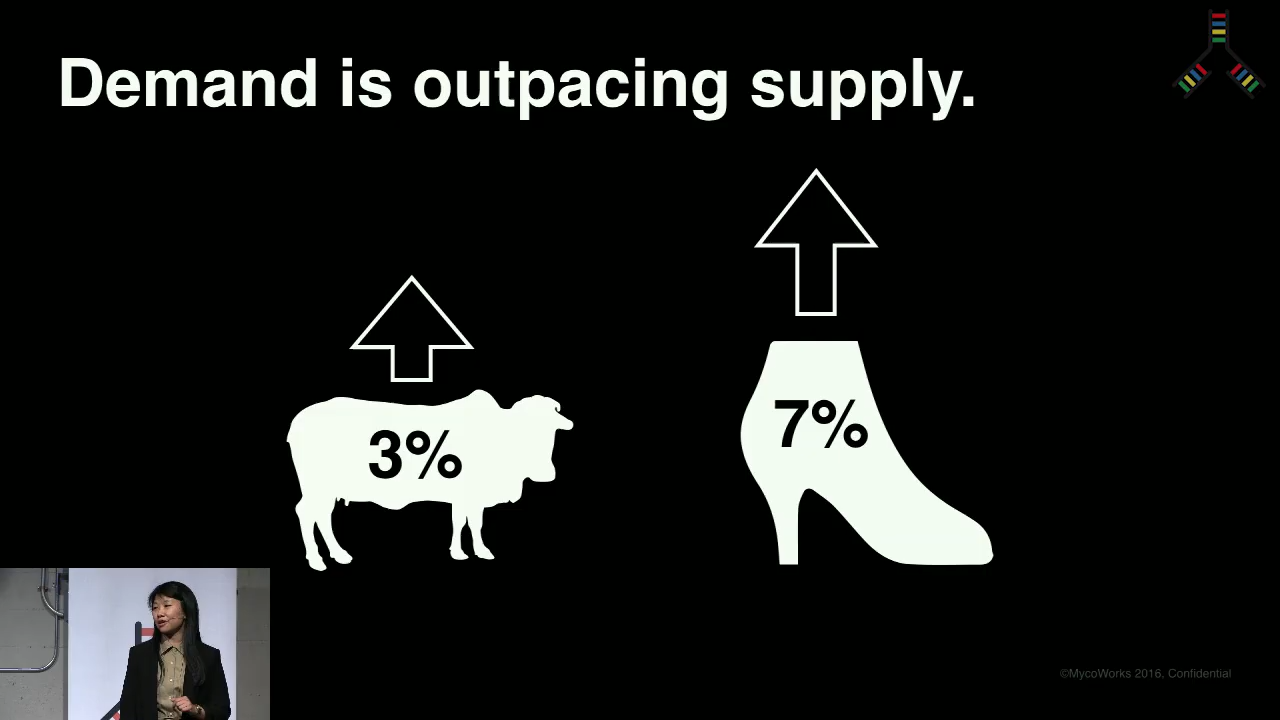 Demand is outpacing supply.
3%
7%
©MycoWorks 2016, Confidential